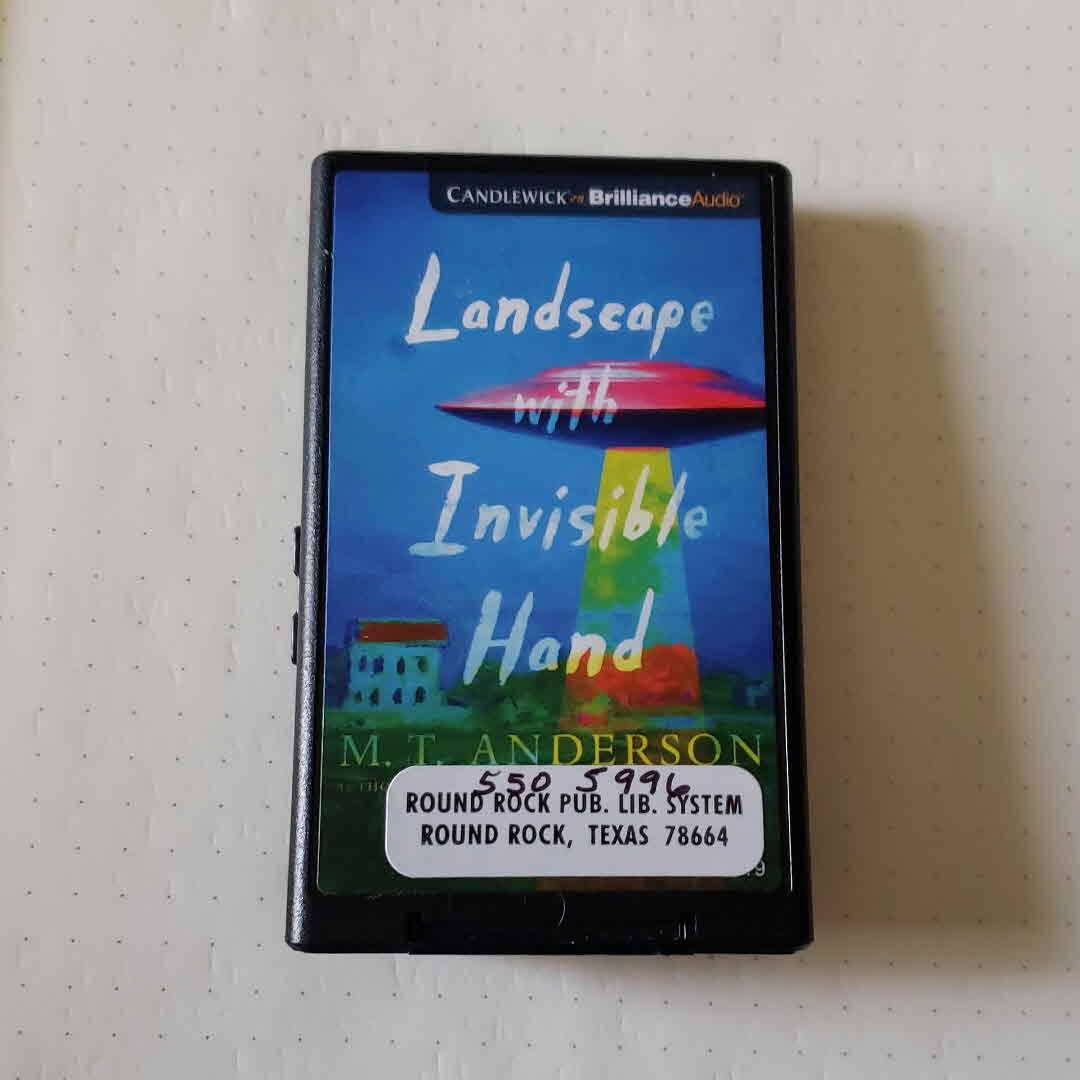 CANDLEWICK on BrillianceAudio
Landscape
with
Invisible
Hand
M. T. ANDERSON
550 5996
ROUND ROCK PUB. LIB. SYSTEM
ROUND ROCK, TEXAS 78664